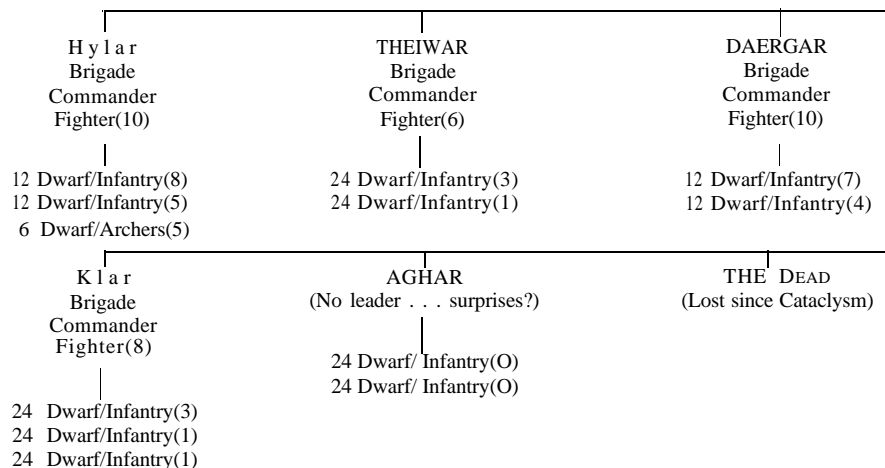 Hylar
Brigade
Commander
Fighter(10)
12 Dwarf/Infantry(8)
12 Dwarf/Infantry(5)
6 Dwarf/Archers(5)
THEIWAR
Brigade
Commander
Fighter(6)
24 Dwarf/Infantry(3)
24 Dwarf/Infantry(1)
DAERGAR
Brigade
Commander
Fighter(10)
12 Dwarf/Infantry(7)
12 Dwarf/Infantry(4)
Klar
Brigade
Commander
Fighter(8)
24 Dwarf/Infantry(3)
24 Dwarf/Infantry(1)
24 Dwarf/Infantry(1)
AGHAR
(No leader . . . surprises?)
24 Dwarf/ Infantry(O)
24 Dwarf/ Infantry(O)
THE DEAD
(Lost since Cataclysm)